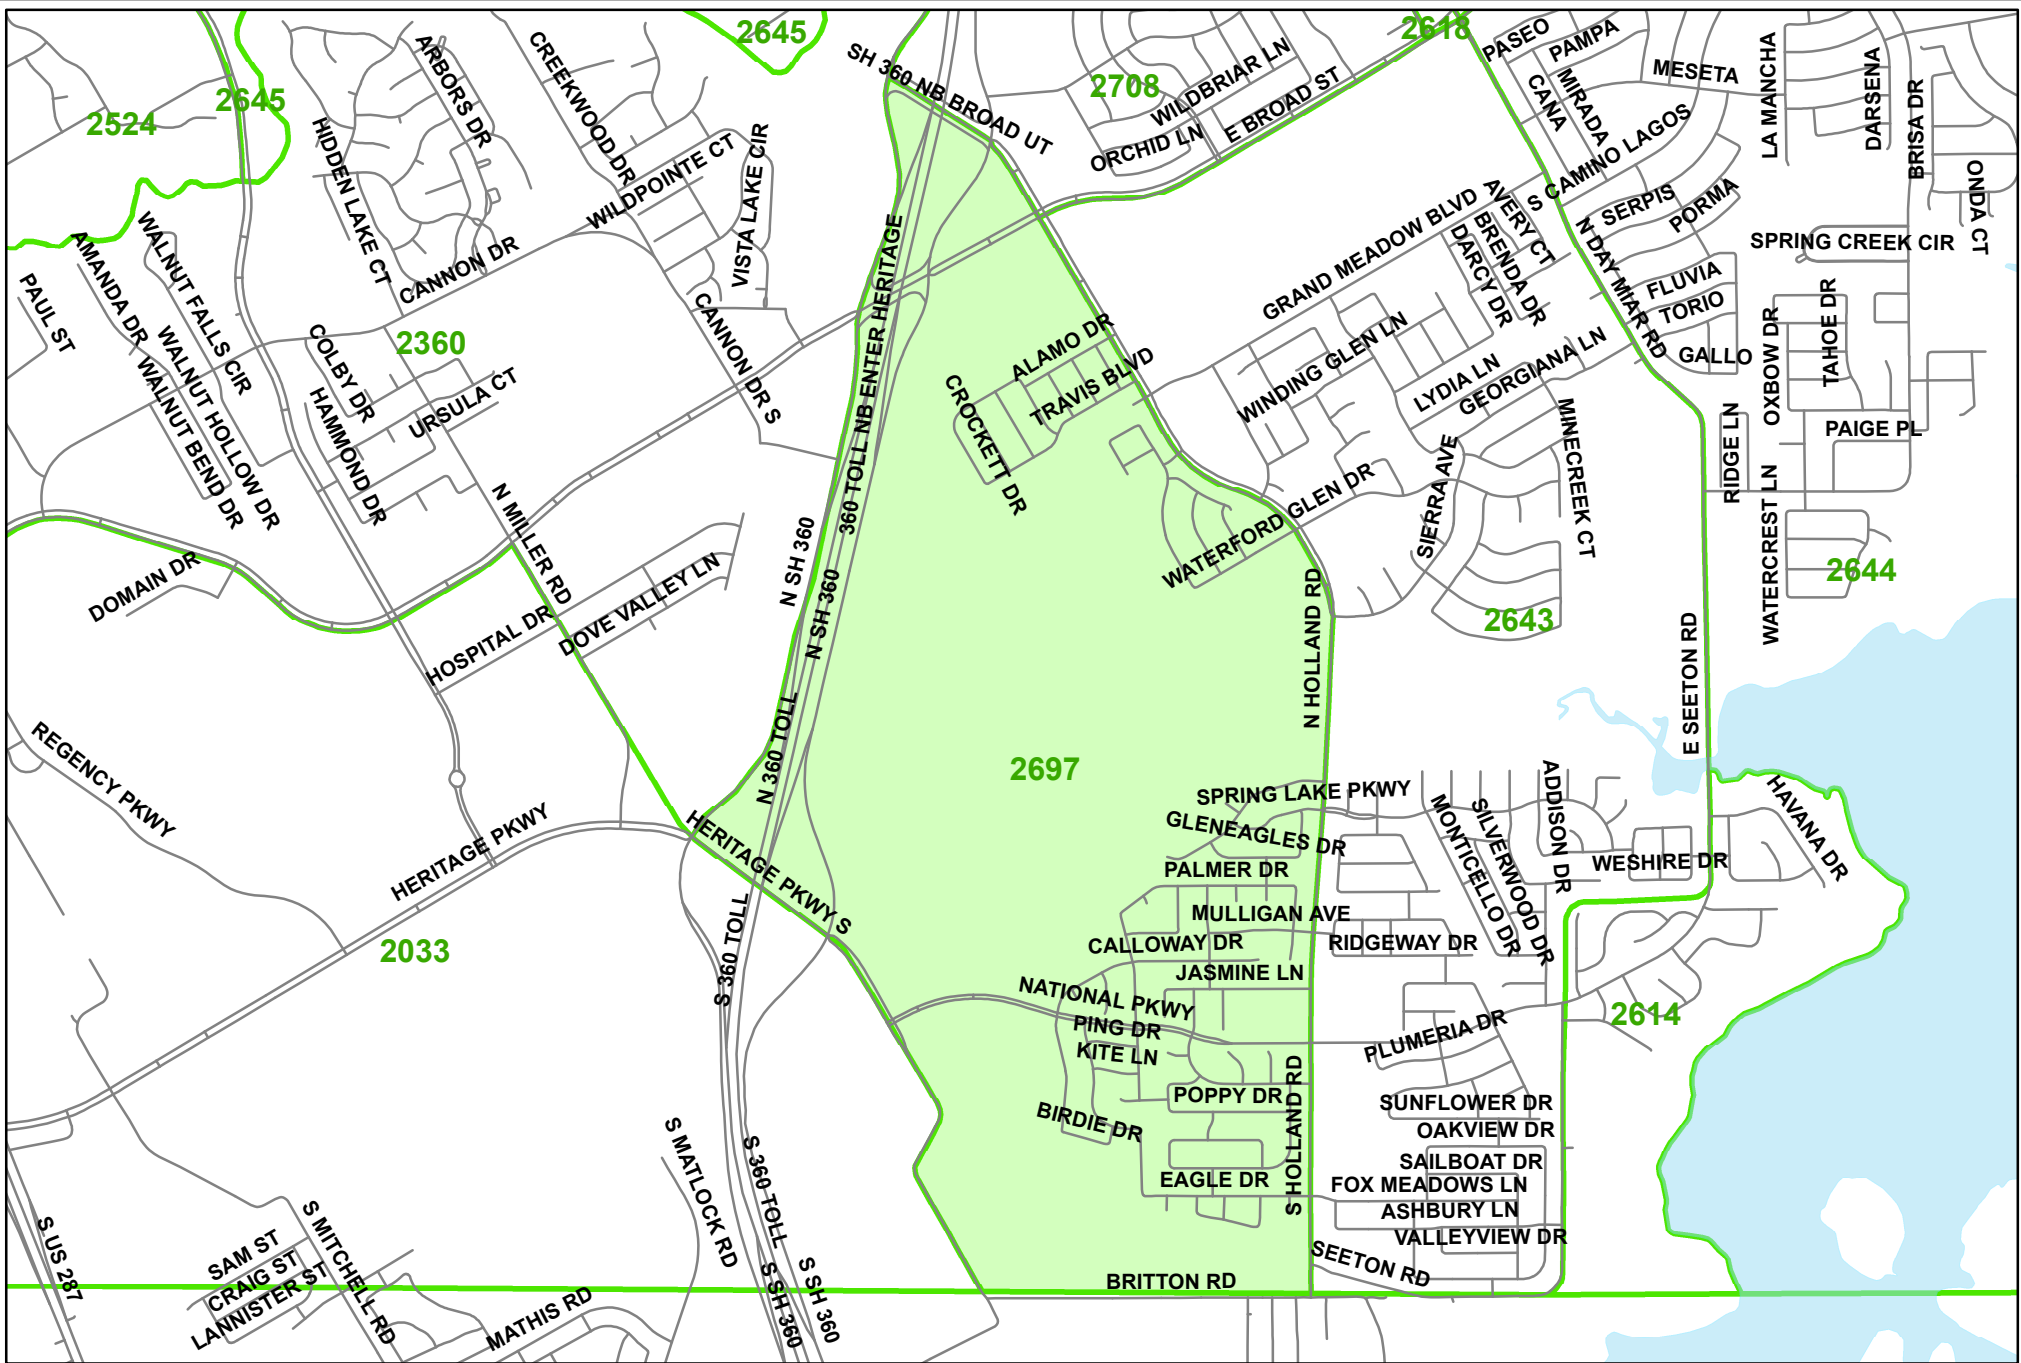 2645
2618
PASEO
PAMPA
CREEKWOOD DR
ARBORS DR
SH 360 NB BROAD UT
2708
WILDBRIAR LN
E BROAD ST
ORCHID LN
CANA
MIRADA
MESETA
LA MANCHA
DARSENA
BRISA DR
2645
2524
HIDDEN LAKE CT
WILDPOINTE CT
VISTA LAKE CIR
S CAMINO LAGOS
ONDA CT
AVERY CT
BRENDA DR
DARCY DR
GRAND MEADOW BLVD
SERPIS
PORMA
N DAY MIAR RD
SPRING CREEK CIR
WALNUT FALLS CIR
AMANDA DR
PAUL ST
CANNON DR
CANNON DR S
FLUVIA
TORIO
GALLO
TAHOE DR
OXBOW DR
2360
COLBY DR
HAMMOND DR
URSULA CT
WALNUT HOLLOW DR
WALNUT BEND DR
360 TOLL NB ENTER HERITAGE
ALAMO DR
TRAVIS BLVD
CROCKETT DR
WINDING GLEN LN
LYDIA LN
GEORGIANA LN
MINECREEK CT
SIERRA AVE
RIDGE LN
PAIGE PL
WATERCREST LN
WATERFORD GLEN DR
N MILLER RD
N SH 360
N SH 360
DOMAIN DR
HOSPITAL DR
DOVE VALLEY LN
N HOLLAND RD
2643
2644
E SEETON RD
REGENCY PKWY
N 360 TOLL
2697
HERITAGE PKWY
HERITAGE PKWY S
SPRING LAKE PKWY
GLENEAGLES DR
PALMER DR
MULLIGAN AVE
CALLOWAY DR
JASMINE LN
MONTICELLO DR
SILVERWOOD DR
ADDISON DR
WESHIRE DR
HAVANA DR
RIDGEWAY DR
2033
S 360 TOLL
NATIONAL PKWY
PING DR
KITE LN
PLUMERIA DR
2614
POPPY DR
BIRDIE DR
S HOLLAND RD
SUNFLOWER DR
OAKVIEW DR
SAILBOAT DR
EAGLE DR
FOX MEADOWS LN
ASHBURY LN
VALLEYVIEW DR
S MATLOCK RD
S 360 TOLL
S US 287
SAM ST
CRAIG ST
LANNISTER ST
S MITCHELL RD
MATHIS RD
S SH 360
S SH 360
BRITTON RD
SEETON RD